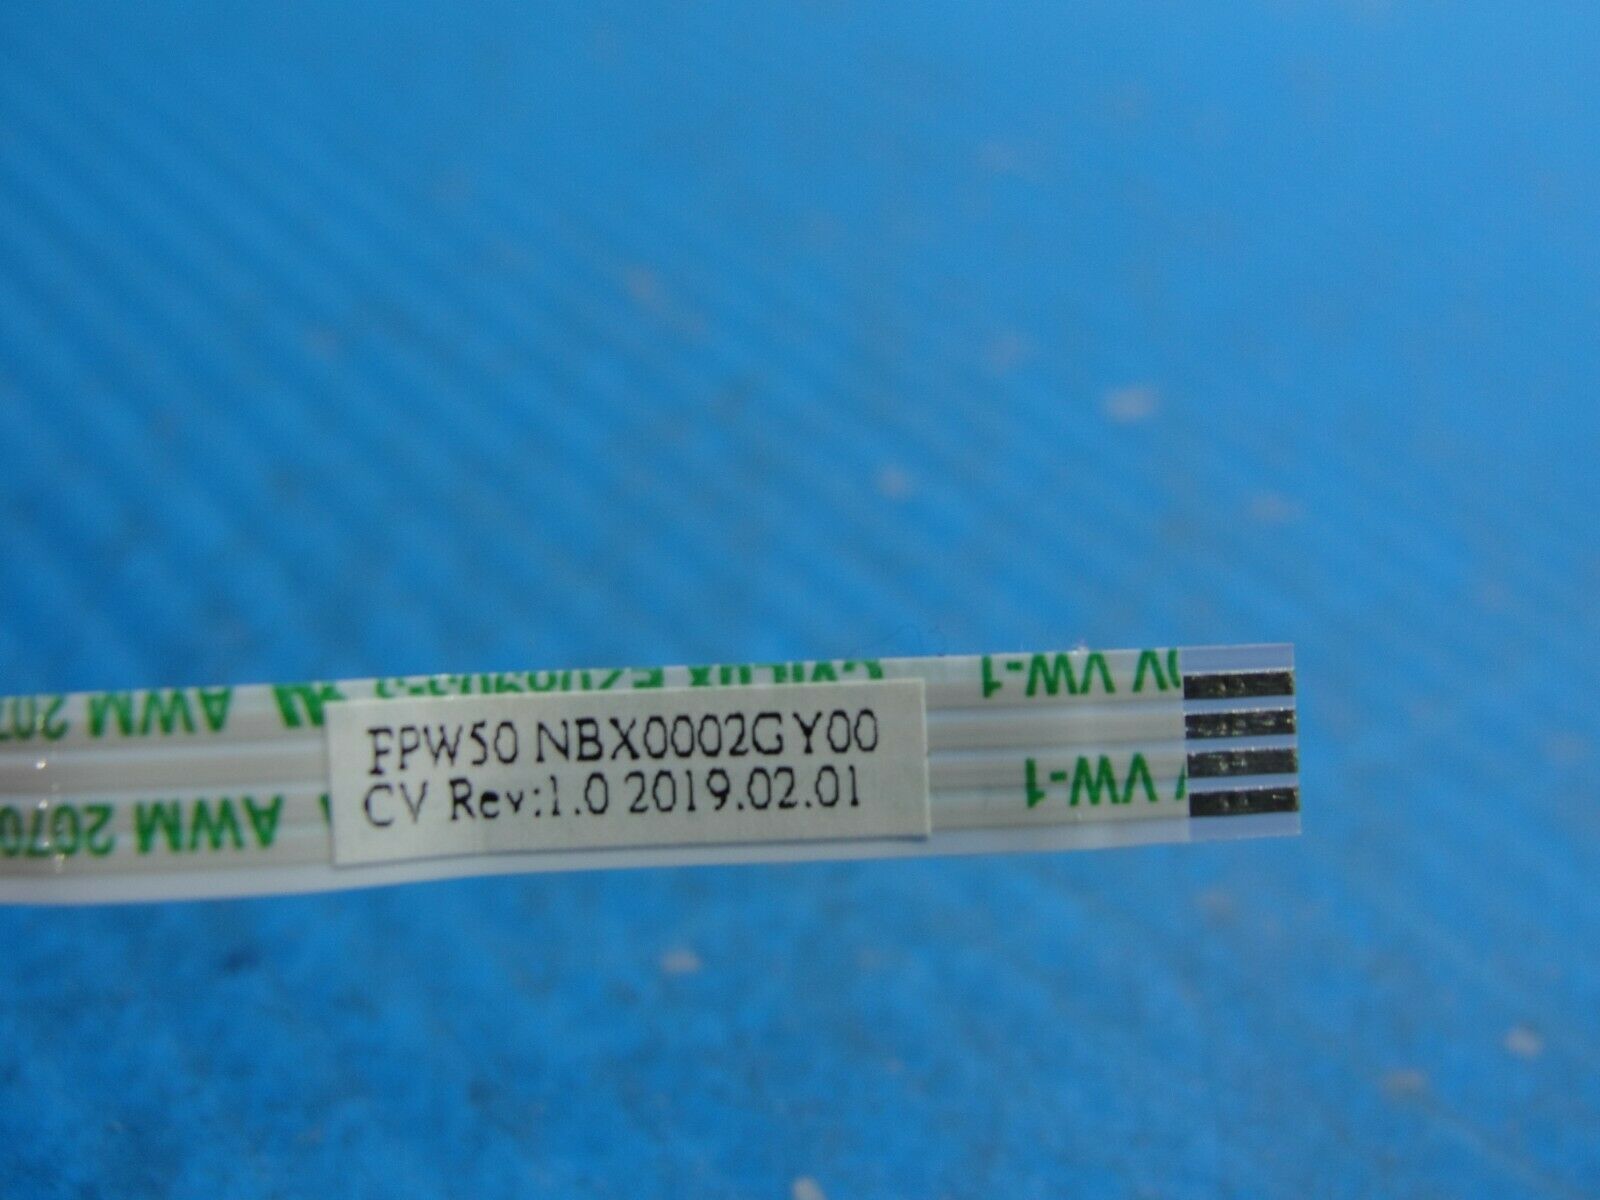 FPW50 NBX0002GY00
CV Rev:1.0 2019.02.01
VW-1
AWM
VW-1
AWM